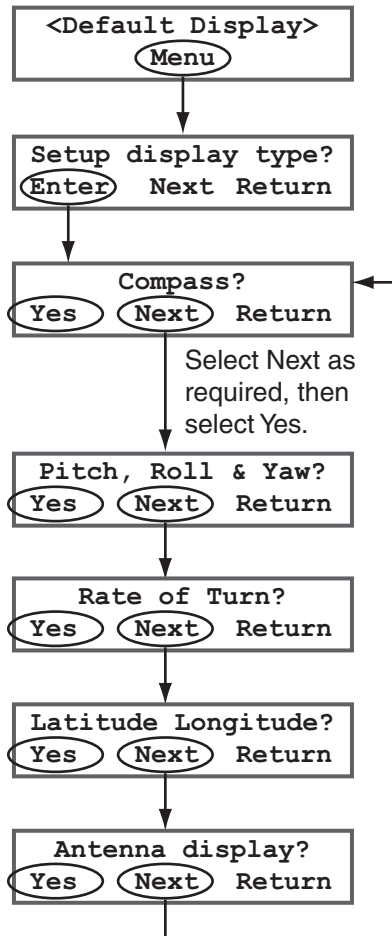 <Default Display>
Menu
Setup display type?
Enter Next Return
Compass?
Yes Next Return
Select Next as
required, then
select Yes.
Pitch, Roll & Yaw?
Yes Next Return
Rate of Turn?
Yes Next Return
Latitude Longitude?
Yes Next Return
Antenna display?
Yes Next Return